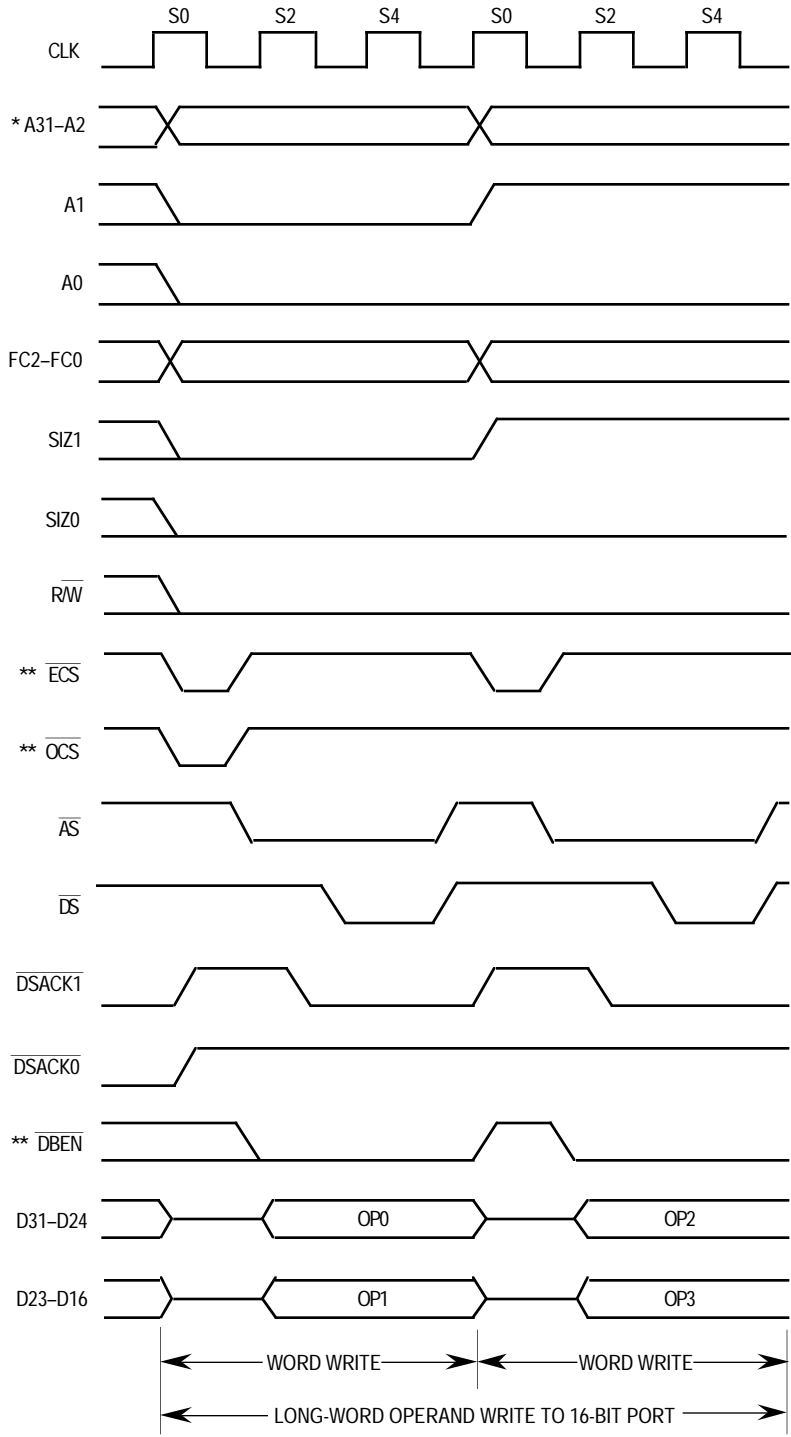 S0 S2 S4 S0 S2 S4
CLK
* A31–A2
A1
A0
FC2–FC0
SIZ1
SIZ0
R/W
** ECS
** OCS
AS
DS
DSACK1
DSACK0
** DBEN
D31–D24 OP0 OP2
D23–D16 OP1 OP3
WORD WRITE WORD WRITE
LONG-WORD OPERAND WRITE TO 16-BIT PORT